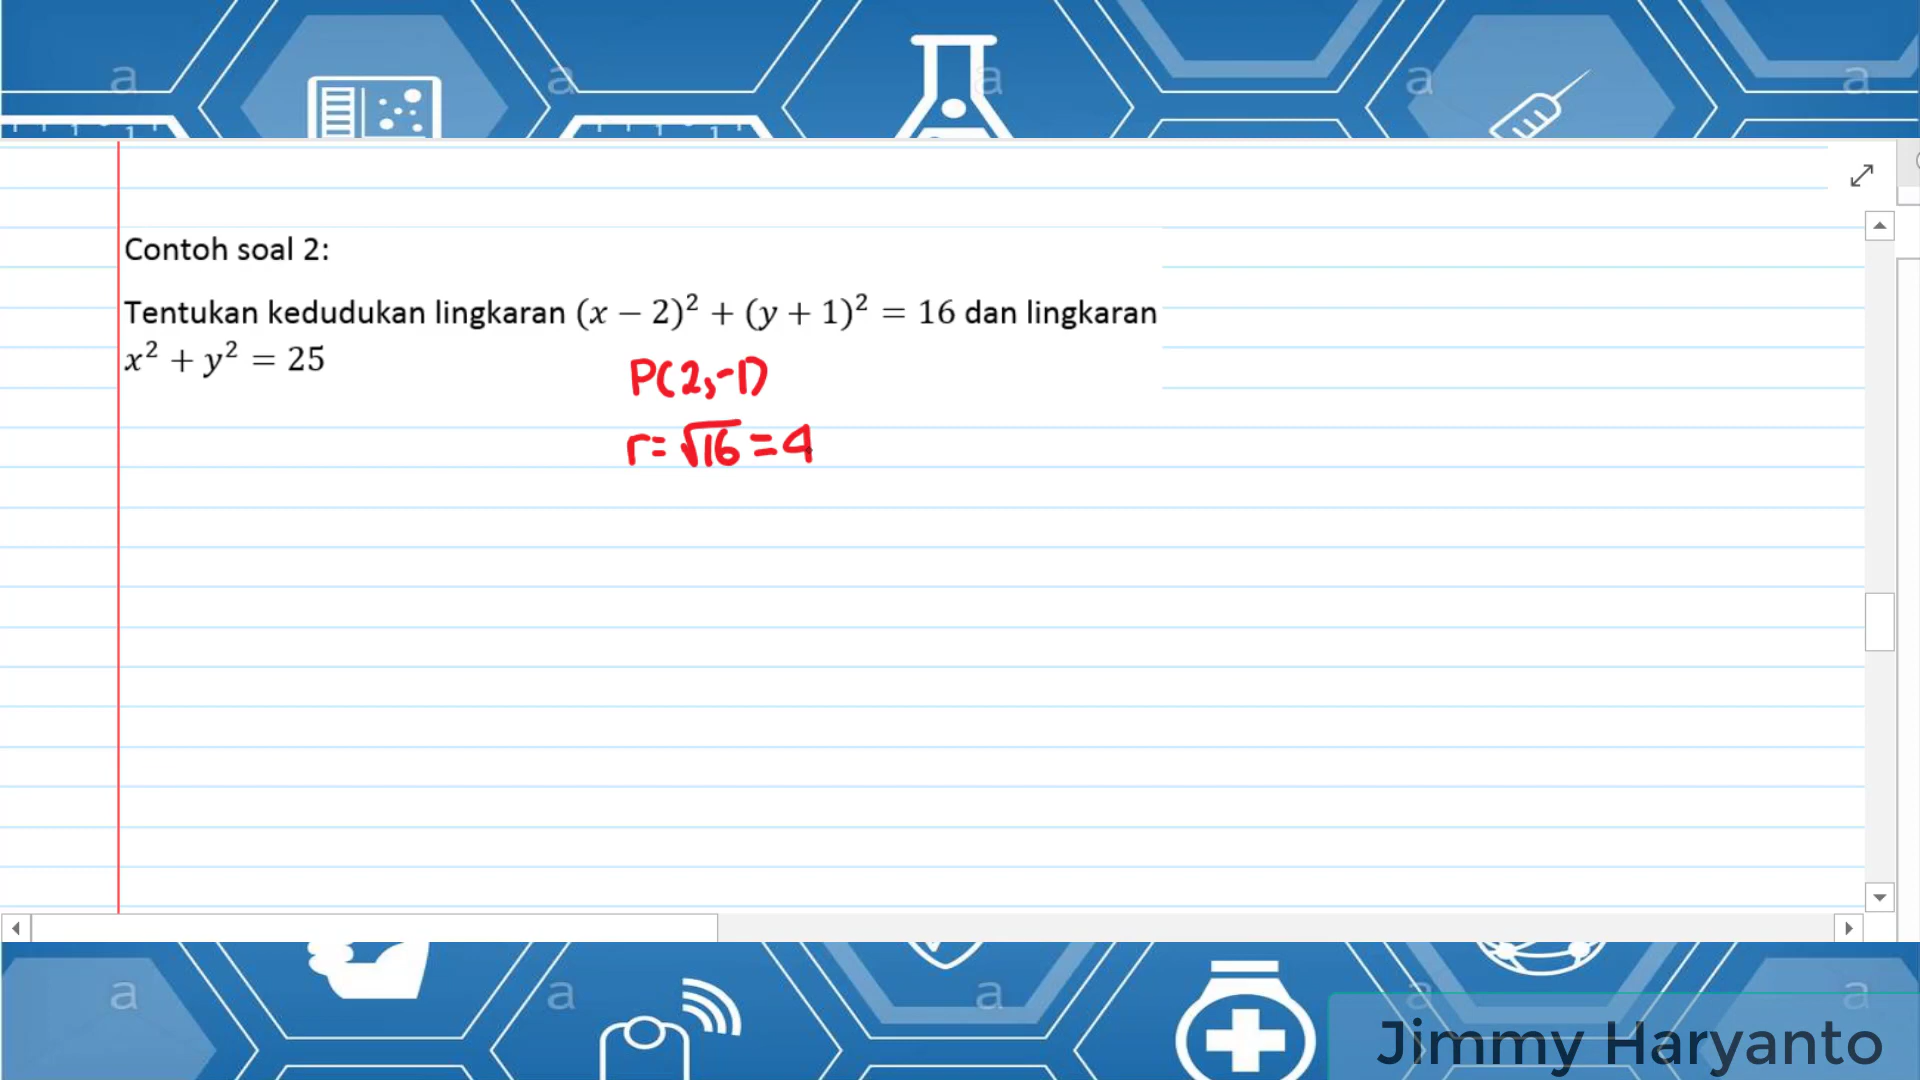 a a a a a
Contoh soal 2:
Tentukan kedudukan lingkaran (x − 2)² + (y + 1)² = 16 dan lingkaran
x² + y² = 25
P(2,-1)
r = √16 = 4
a a a a a
Jimmy Haryanto